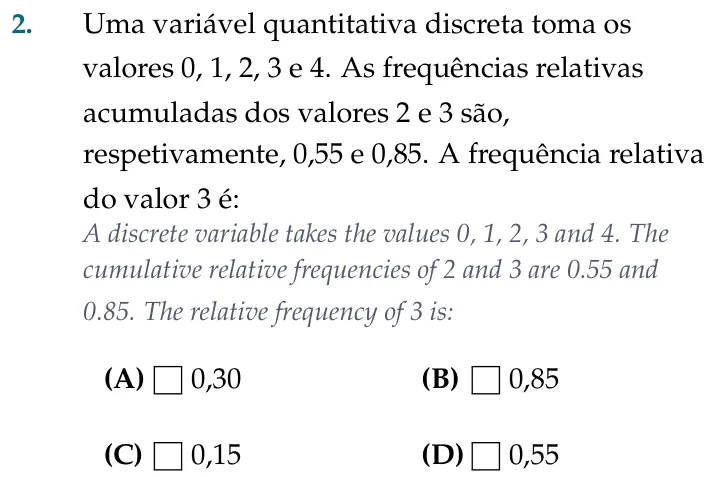 2. Uma variável quantitativa discreta toma os
valores 0, 1, 2, 3 e 4. As frequências relativas
acumuladas dos valores 2 e 3 são,
respetivamente, 0,55 e 0,85. A frequência relativa
do valor 3 é:
A discrete variable takes the values 0, 1, 2, 3 and 4. The
cumulative relative frequencies of 2 and 3 are 0.55 and
0.85. The relative frequency of 3 is:
(A) □ 0,30 (B) □ 0,85
(C) □ 0,15 (D) □ 0,55